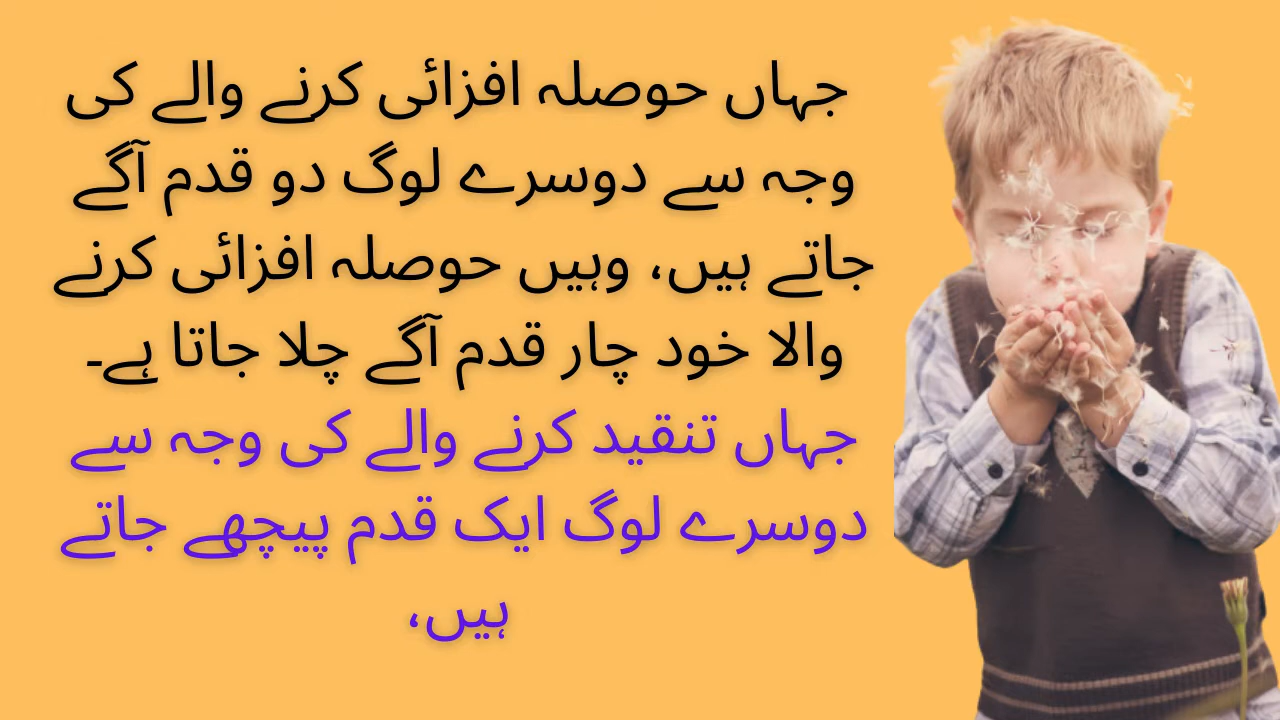 جہاں حوصلہ افزائی کرنے والے کی
وجہ سے دوسرے لوگ دو قدم آگے
جاتے ہیں، وہیں حوصلہ افزائی کرنے
والا خود چار قدم آگے چلا جاتا ہے۔
جہاں تنقید کرنے والے کی وجہ سے
دوسرے لوگ ایک قدم پیچھے جاتے
ہیں،